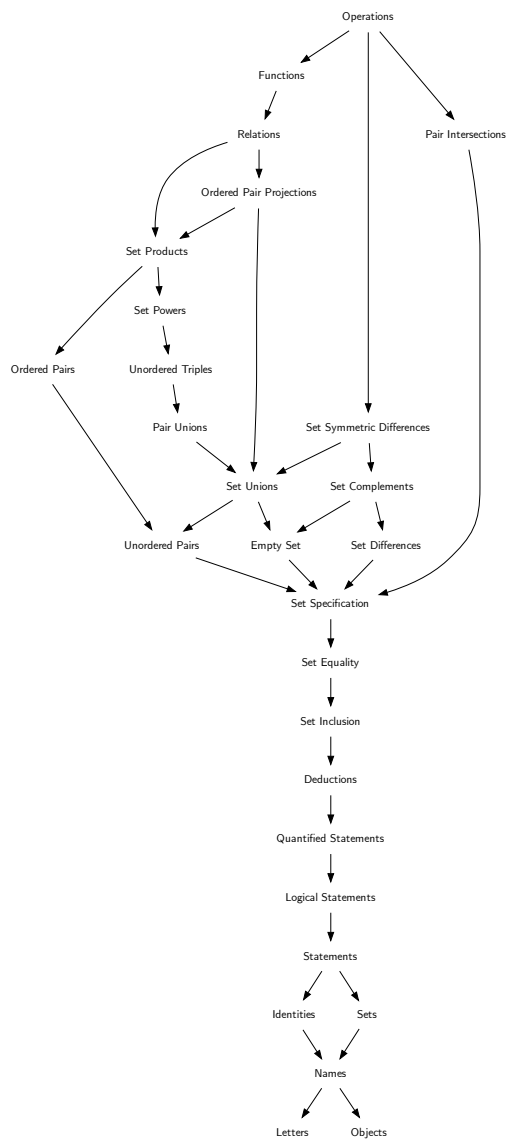 Operations
Functions
Relations
Pair Intersections
Ordered Pair Projections
Set Products
Set Powers
Ordered Pairs
Unordered Triples
Pair Unions
Set Symmetric Differences
Set Unions
Set Complements
Unordered Pairs
Empty Set
Set Differences
Set Specification
Set Equality
Set Inclusion
Deductions
Quantified Statements
Logical Statements
Statements
Identities
Sets
Names
Letters
Objects